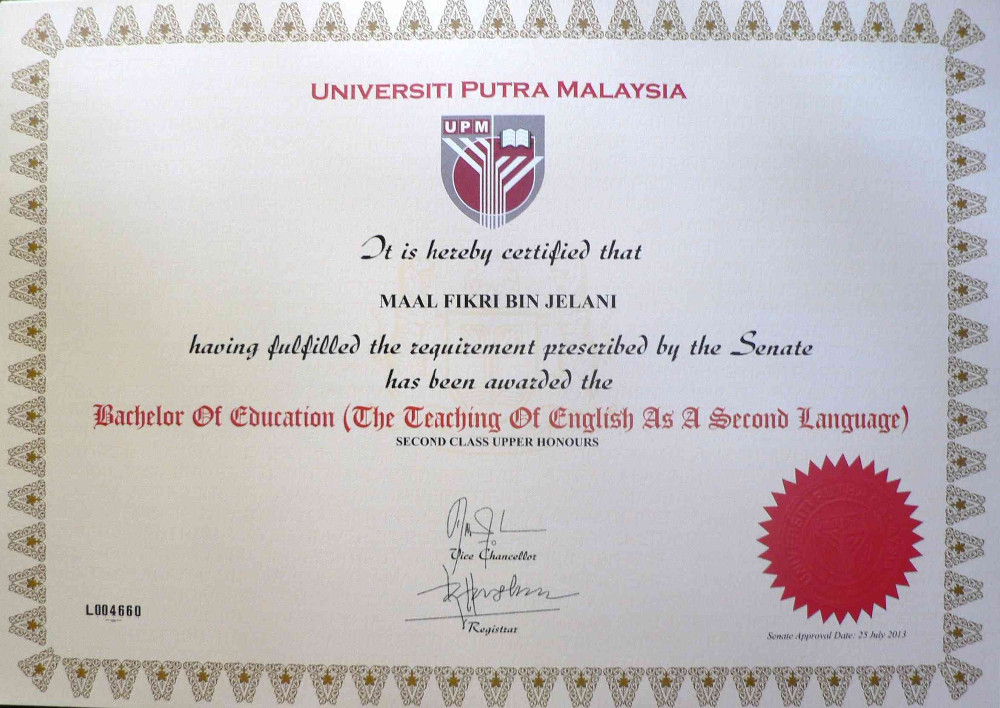 UNIVERSITI PUTRA MALAYSIA
UPM
It is hereby certified that
MAAL FIKRI BIN JELANI
having fulfilled the requirement prescribed by the Senate
has been awarded the
Bachelor Of Education (The Teaching Of English As A Second Language)
SECOND CLASS UPPER HONOURS
Vice Chancellor
Registrar
L004660
Senate Approval Date: 25 July 2013